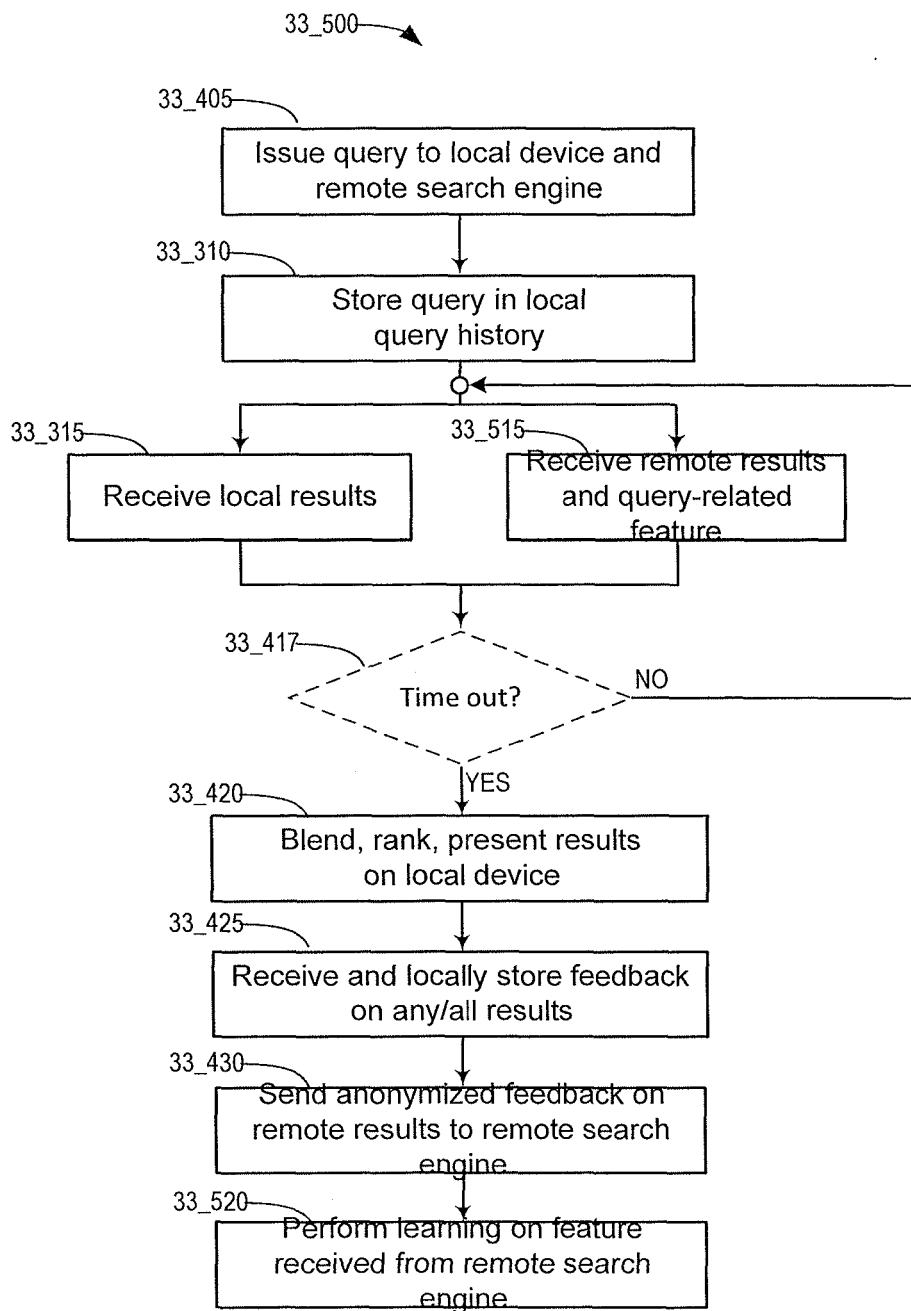 33_500
33_405
Issue query to local device and
remote search engine
33_310
Store query in local
query history
33_315
Receive local results
33_515
Receive remote results
and query-related
feature
33_417
Time out?
NO
YES
33_420
Blend, rank, present results
on local device
33_425
Receive and locally store feedback
on any/all results
33_430
Send anonymized feedback on
remote results to remote search
engine
33_520
Perform learning on feature
received from remote search
engine